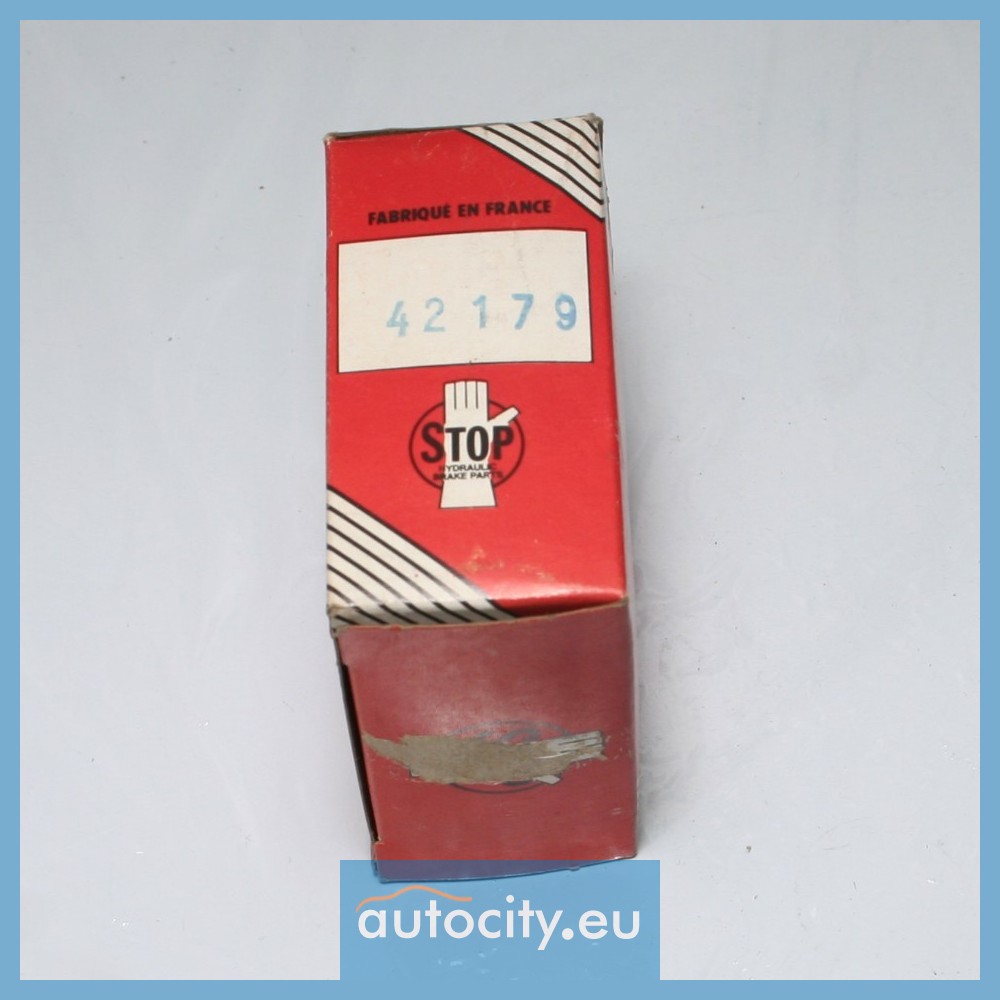 FABRIQUÉ EN FRANCE
42179
STOP
HYDRAULIC
BRAKE PARTS
autocity.eu